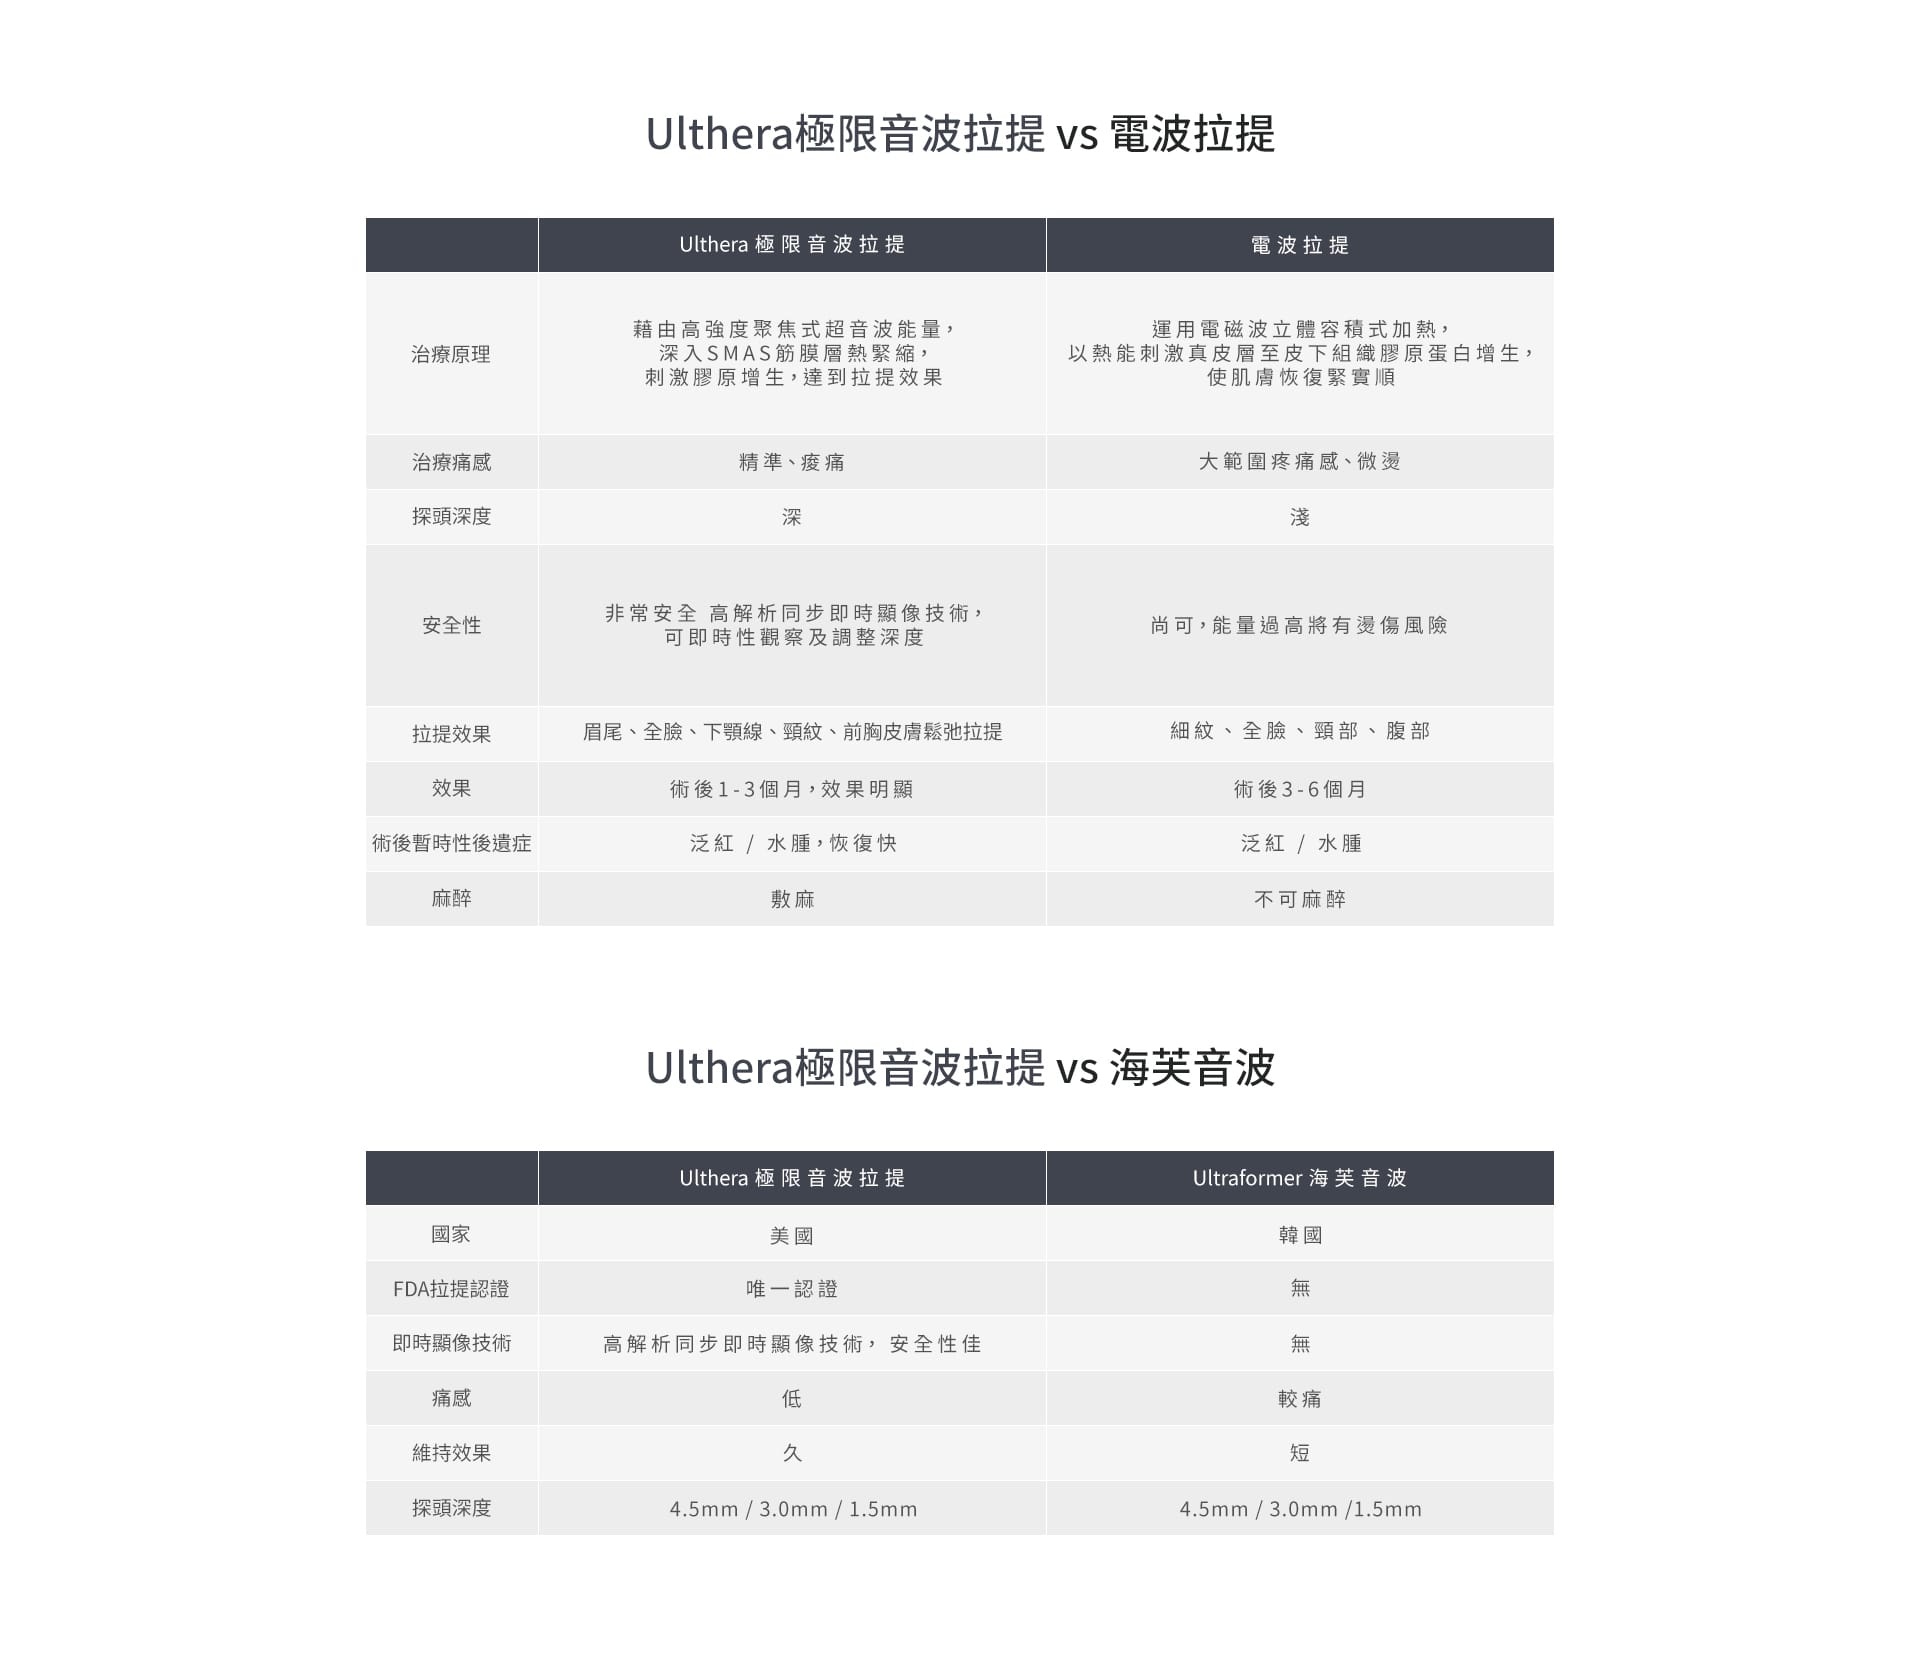 Ulthera極限音波拉提 vs 電波拉提
Ulthera 極限音波拉提
電波拉提
治療原理
藉由高強度聚焦式超音波能量，
深入SMAS筋膜層熱緊縮，
刺激膠原增生，達到拉提效果
運用電磁波立體容積式加熱，
以熱能刺激真皮層至皮下組織膠原蛋白增生，
使肌膚恢復緊實順
治療痛感
精準、痠痛
大範圍疼痛感、微燙
探頭深度
深
淺
安全性
非常安全 高解析同步即時顯像技術，
可即時性觀察及調整深度
尚可，能量過高將有燙傷風險
拉提效果
眉尾、全臉、下顎線、頸紋、前胸皮膚鬆弛拉提
細紋、全臉、頸部、腹部
效果
術後1-3個月，效果明顯
術後3-6個月
術後暫時性後遺症
泛紅 / 水腫，恢復快
泛紅 / 水腫
麻醉
敷麻
不可麻醉
Ulthera極限音波拉提 vs 海芙音波
Ulthera 極限音波拉提
Ultraformer 海芙音波
國家
美國
韓國
FDA拉提認證
唯一認證
無
即時顯像技術
高解析同步即時顯像技術， 安全性佳
無
痛感
低
較痛
維持效果
久
短
探頭深度
4.5mm / 3.0mm / 1.5mm
4.5mm / 3.0mm /1.5mm